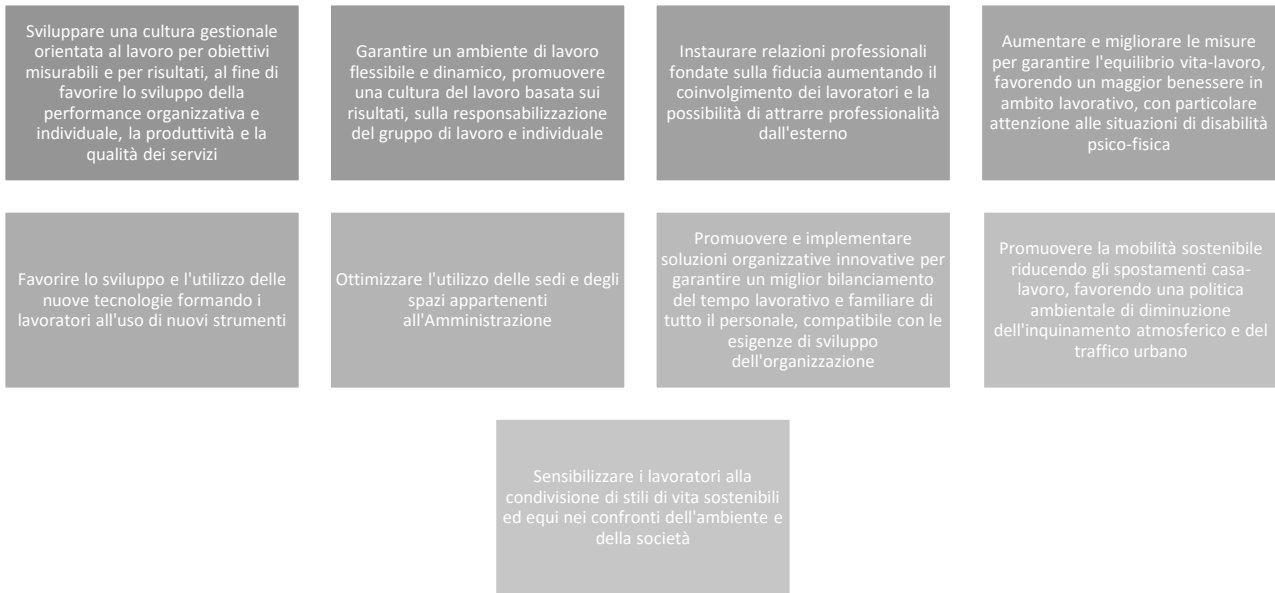 Sviluppare una cultura gestionale
orientata al lavoro per obiettivi
misurabili e per risultati, al fine di
favorire lo sviluppo della
performance organizzativa e
individuale, la produttività e la
qualità dei servizi
Garantire un ambiente di lavoro
flessibile e dinamico, promuovere
una cultura del lavoro basata sui
risultati, sulla responsabilizzazione
del gruppo di lavoro e individuale
Instaurare relazioni professionali
fondate sulla fiducia aumentando il
coinvolgimento dei lavoratori e la
possibilità di attrarre professionalità
dall'esterno
Aumentare e migliorare le misure
per garantire l'equilibrio vita-lavoro,
favorendo un maggior benessere in
ambito lavorativo, con particolare
attenzione alle situazioni di disabilità
psico-fisica
Favorire lo sviluppo e l'utilizzo delle
nuove tecnologie formando i
lavoratori all'uso di nuovi strumenti
Ottimizzare l'utilizzo delle sedi e degli
spazi appartenenti
all'Amministrazione
Promuovere e implementare
soluzioni organizzative innovative per
garantire un miglior bilanciamento
del tempo lavorativo e familiare di
tutto il personale, compatibile con le
esigenze di sviluppo
dell'organizzazione
Promuovere la mobilità sostenibile
riducendo gli spostamenti casa-
lavoro, favorendo una politica
ambientale di diminuzione
dell'inquinamento atmosferico e del
traffico urbano
Sensibilizzare i lavoratori alla
condivisione di stili di vita sostenibili
ed equi nei confronti dell'ambiente e
della società